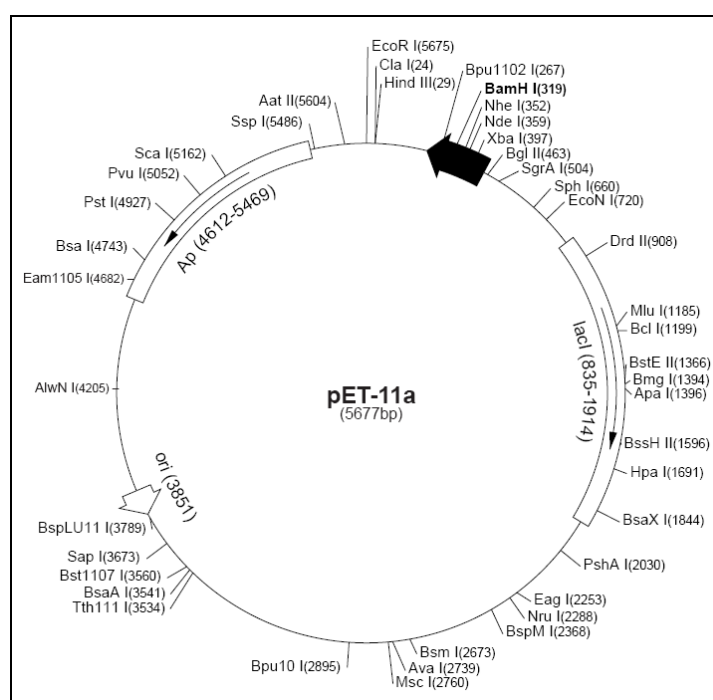 EcoR I(5675)
Cla I(24)
Hind III(29)
Bpu1102 I(267)
BamH I(319)
Nhe I(352)
Nde I(359)
Xba I(397)
Bgl II(463)
SgrA I(504)
Sph I(660)
EcoN I(720)
Drd II(908)
Mlu I(1185)
Bcl I(1199)
BstE II(1366)
Bmg I(1394)
Apa I(1396)
BssH II(1596)
Hpa I(1691)
BsaX I(1844)
PshA I(2030)
Eag I(2253)
Nru I(2288)
BspM I(2368)
Bsm I(2673)
Ava I(2739)
Msc I(2760)
Bpu10 I(2895)
Tth111 I(3534)
BsaA I(3541)
Bst1107 I(3560)
Sap I(3673)
BspLU11 I(3789)
AlwN I(4205)
Eam1105 I(4682)
Bsa I(4743)
Pst I(4927)
Pvu I(5052)
Sca I(5162)
Ssp I(5486)
Aat II(5604)
Ap (4612-5469)
lacI (835-1914)
ori (3851)
pET-11a
(5677bp)